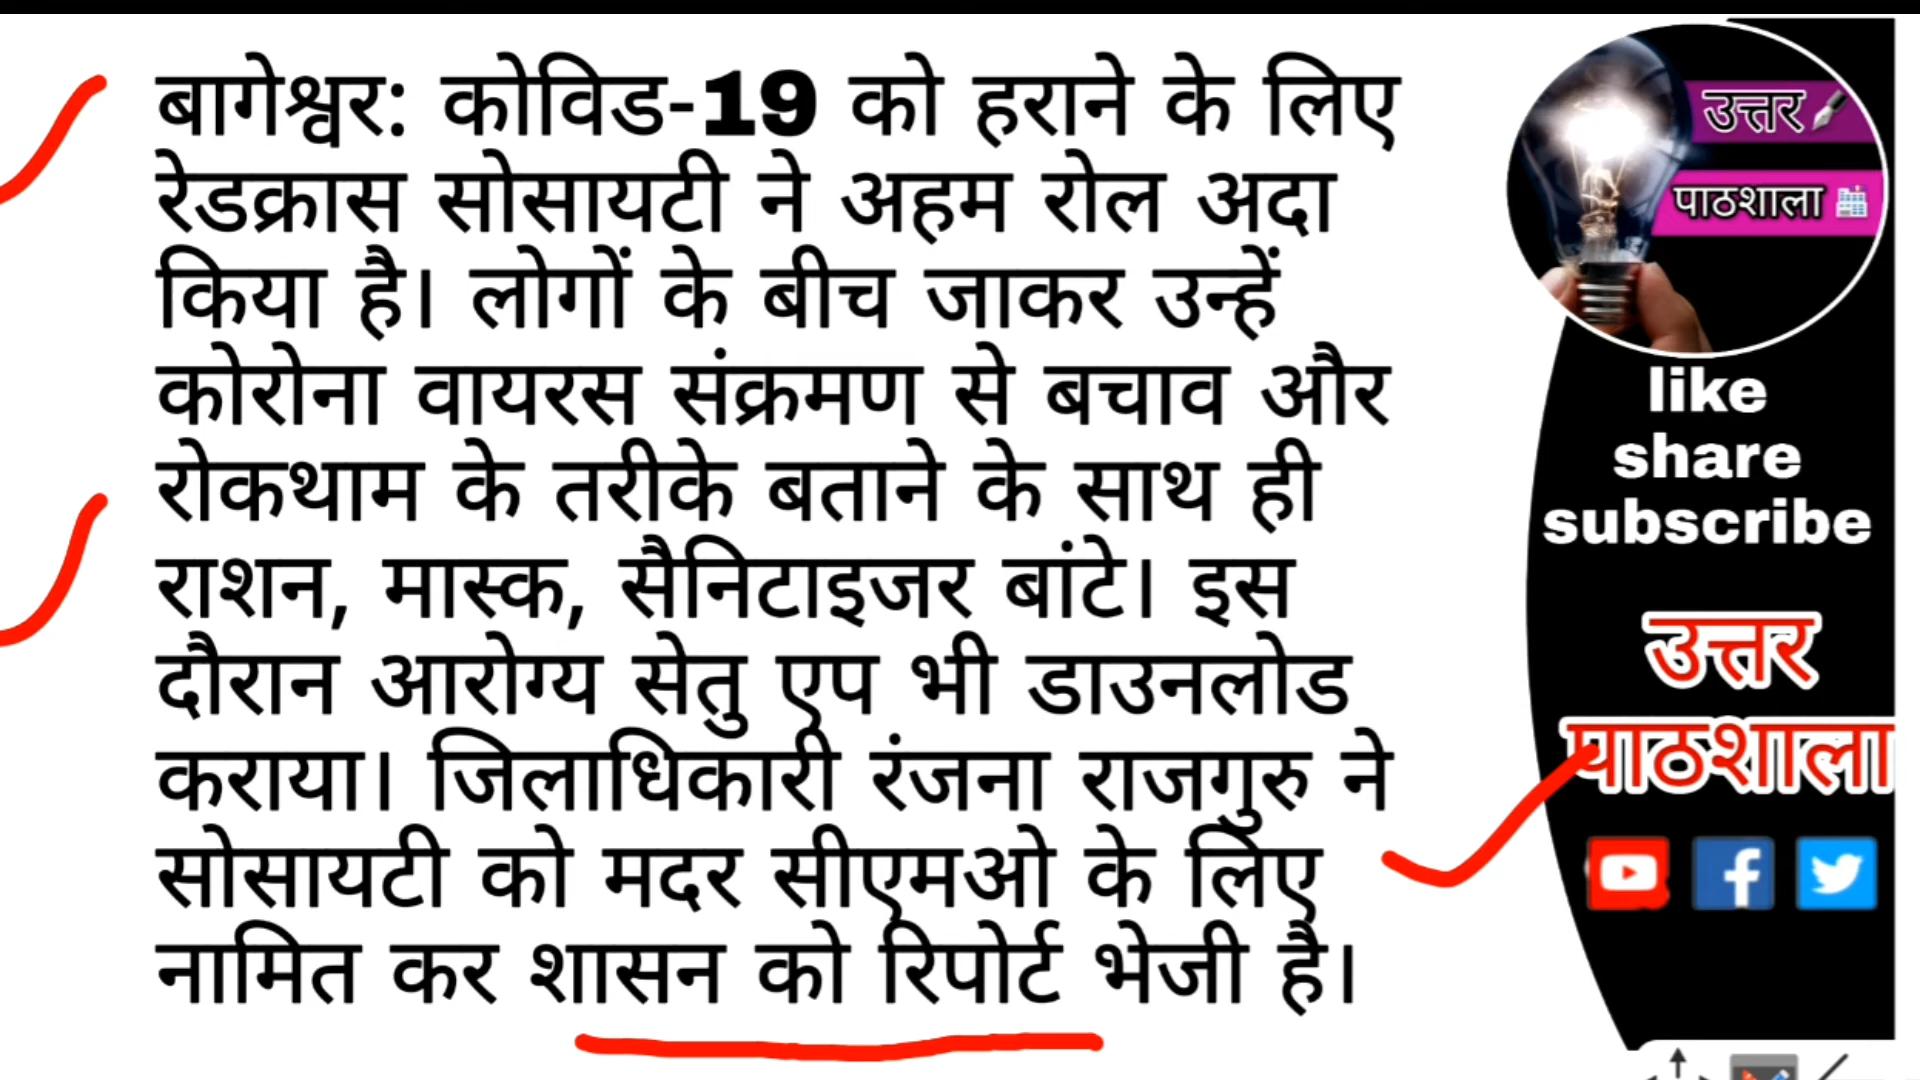 बागेश्वर: कोविड-19 को हराने के लिए
रेडक्रास सोसायटी ने अहम रोल अदा
किया है। लोगों के बीच जाकर उन्हें
कोरोना वायरस संक्रमण से बचाव और
रोकथाम के तरीके बताने के साथ ही
राशन, मास्क, सैनिटाइजर बांटे। इस
दौरान आरोग्य सेतु एप भी डाउनलोड
कराया। जिलाधिकारी रंजना राजगुरु ने
सोसायटी को मदर सीएमओ के लिए
नामित कर शासन को रिपोर्ट भेजी है।
उत्तर
पाठशाला
like
share
subscribe
उत्तर
पाठशाला